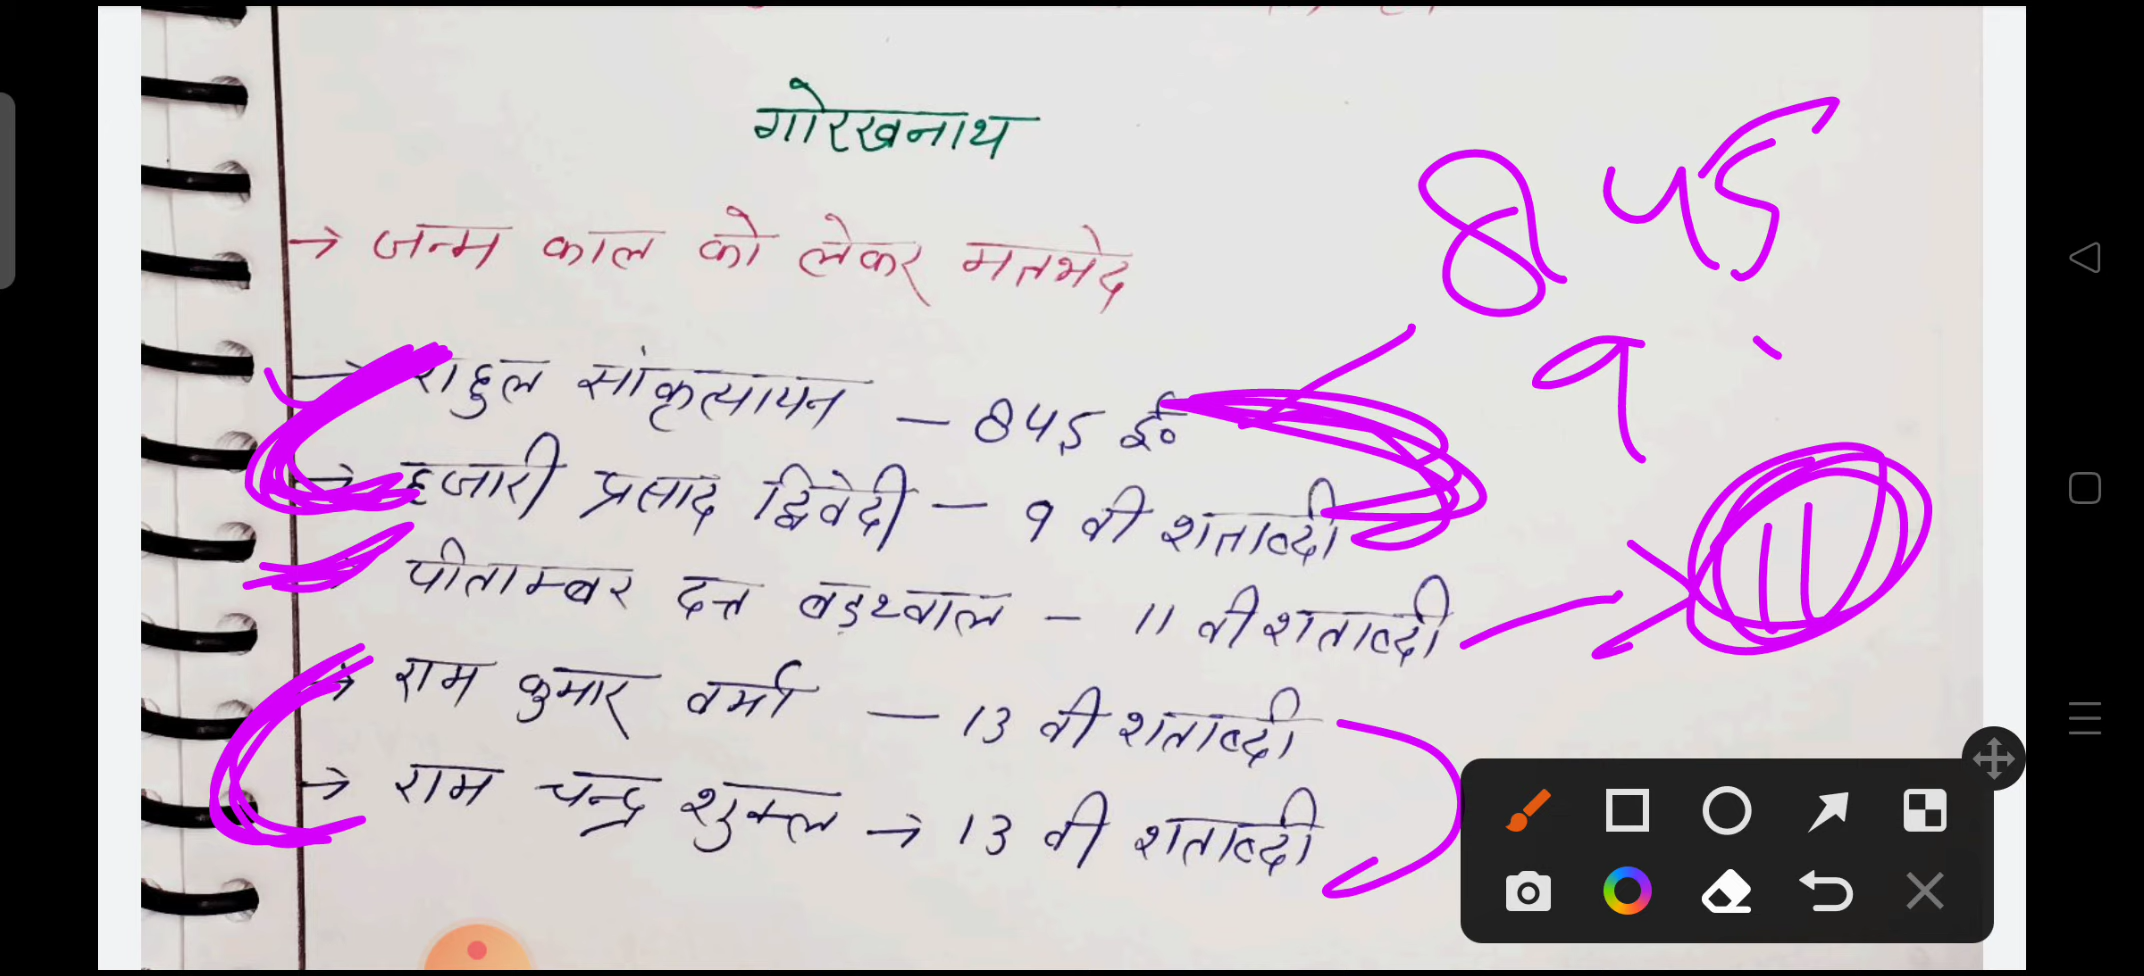 गोरखनाथ
→ जन्म काल को लेकर मतभेद
→ राहुल सांकृत्यायन – 845 ई०
→ हजारी प्रसाद द्विवेदी – 9 वी शताब्दी
पीताम्बर दत्त बड़थ्वाल – 11 वी शताब्दी
→ राम कुमार वर्मा – 13 वी शताब्दी
→ राम चन्द्र शुक्ल → 13 वी शताब्दी
845
9
11